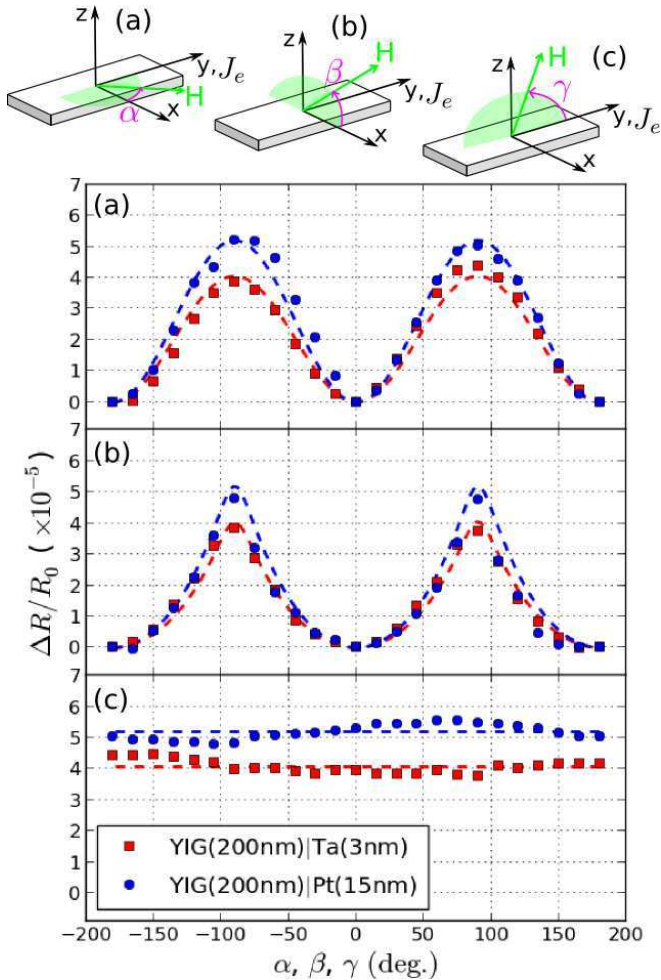 (a)
z
H
y, J_e
α
x
(b)
z
H
β
y, J_e
x
(c)
z
H
γ
y, J_e
x
(a)
7
6
5
4
3
2
1
0
(b)
7
6
5
4
3
2
1
0
ΔR/R_0 (×10^{-5})
(c)
7
6
5
4
3
2
1
0
YIG(200nm)|Ta(3nm)
YIG(200nm)|Pt(15nm)
−200 −150 −100 −50 0 50 100 150 200
α, β, γ (deg.)